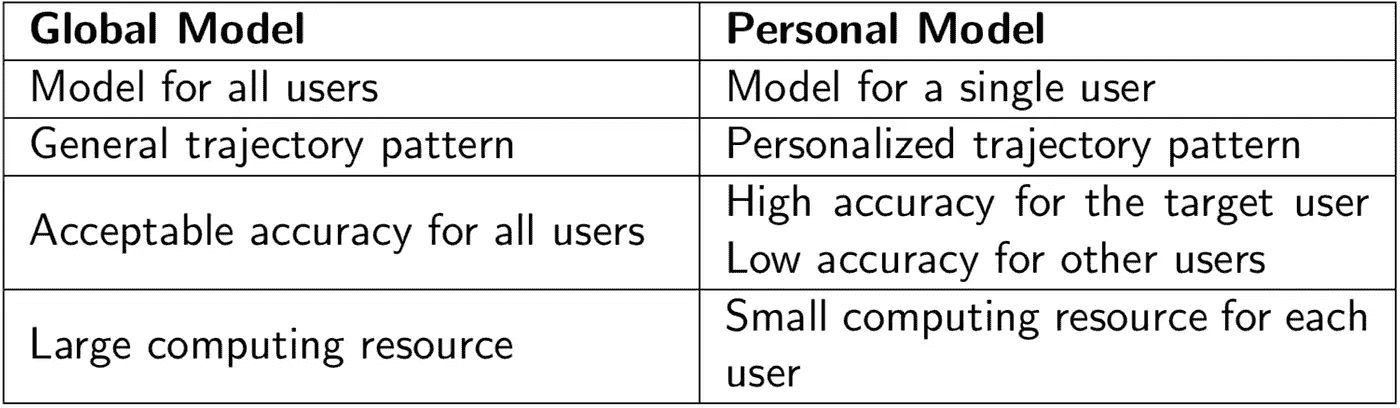 Global Model
Personal Model
Model for all users
Model for a single user
General trajectory pattern
Personalized trajectory pattern
Acceptable accuracy for all users
High accuracy for the target user
Low accuracy for other users
Large computing resource
Small computing resource for each
user